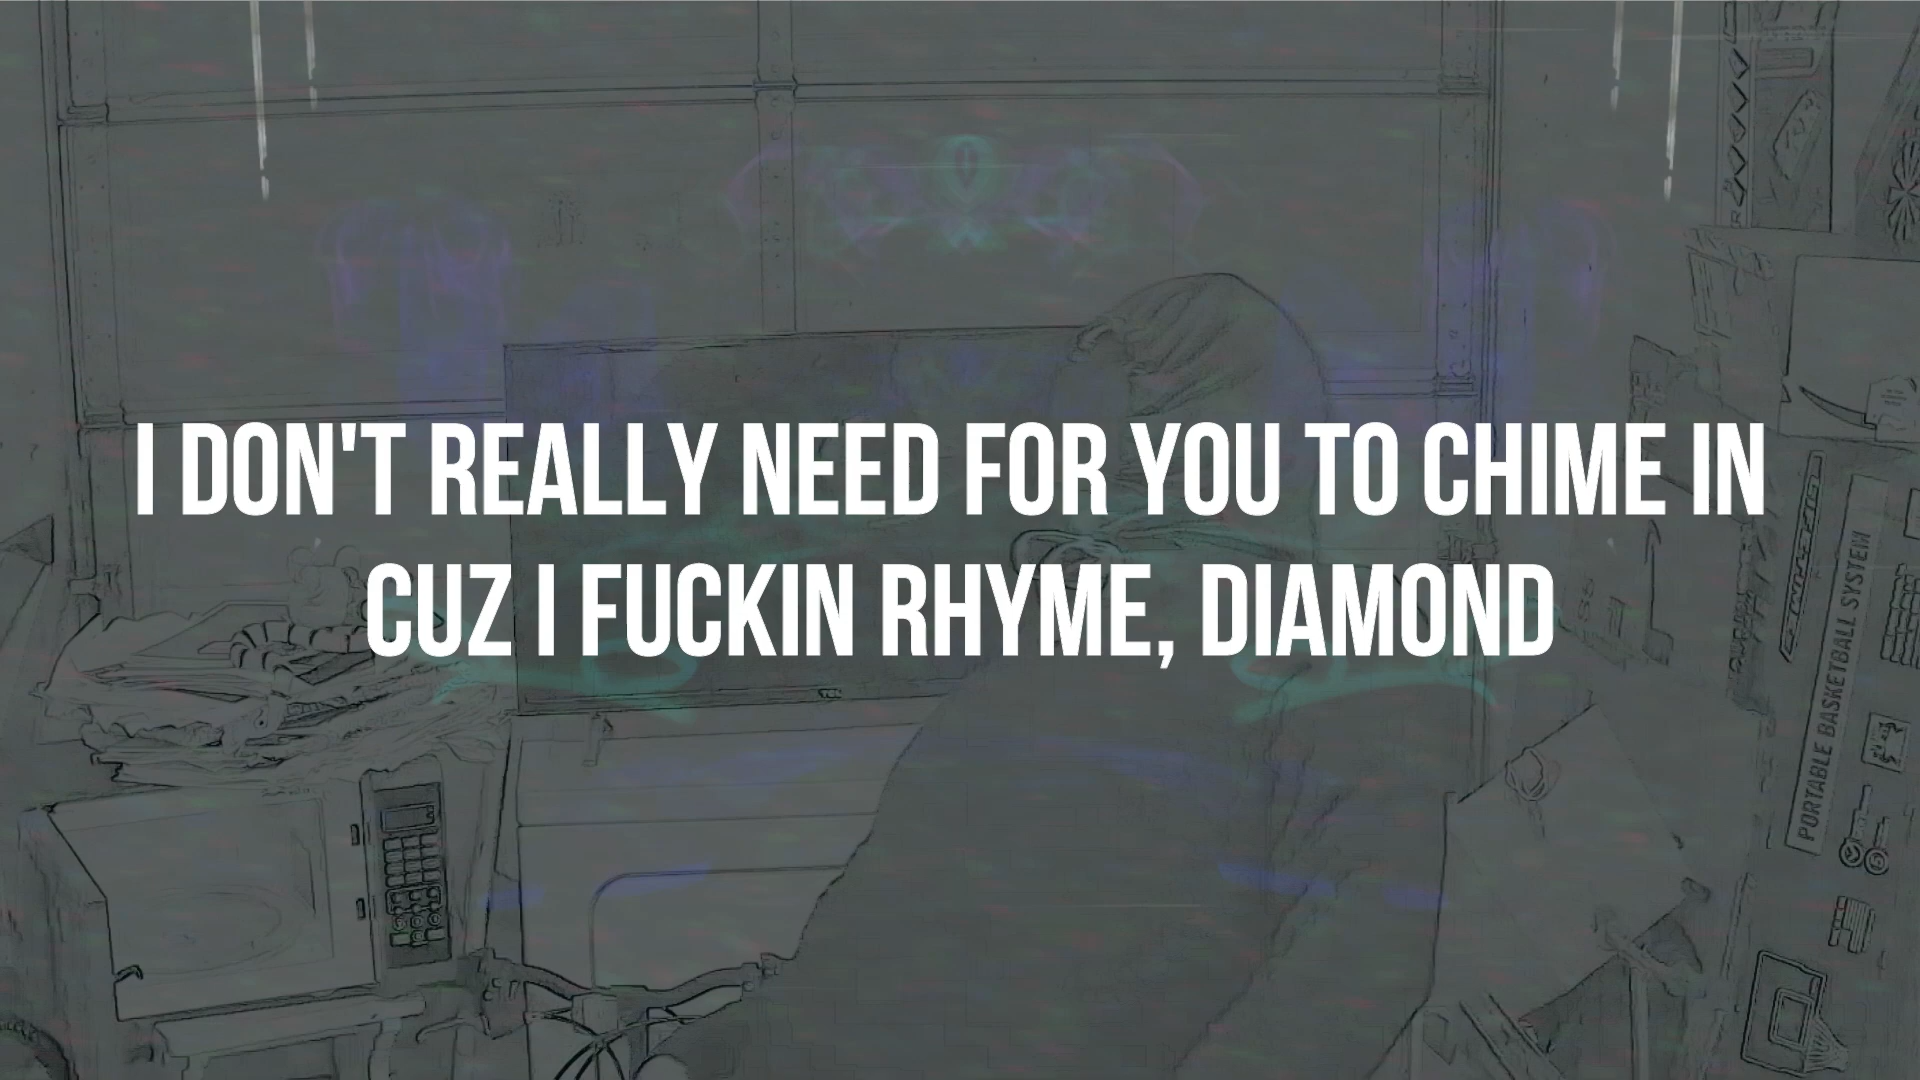 I DON'T REALLY NEED FOR YOU TO CHIME IN
CUZ I FUCKIN RHYME, DIAMOND
PORTABLE BASKETBALL SYSTEM